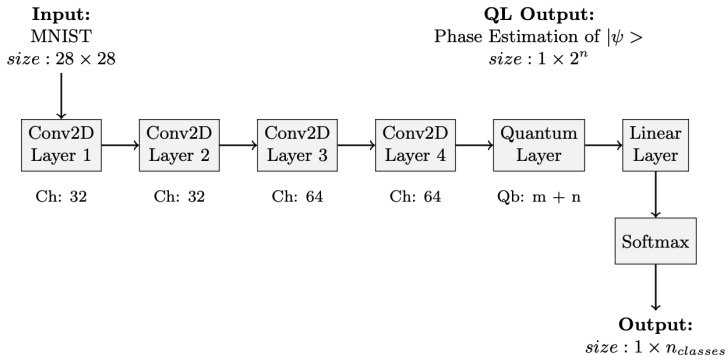 Input:
MNIST
size : 28 × 28
QL Output:
Phase Estimation of |ψ >
size : 1 × 2ⁿ
Conv2D
Layer 1
Conv2D
Layer 2
Conv2D
Layer 3
Conv2D
Layer 4
Quantum
Layer
Linear
Layer
Ch: 32
Ch: 32
Ch: 64
Ch: 64
Qb: m + n
Softmax
Output:
size : 1 × n_classes